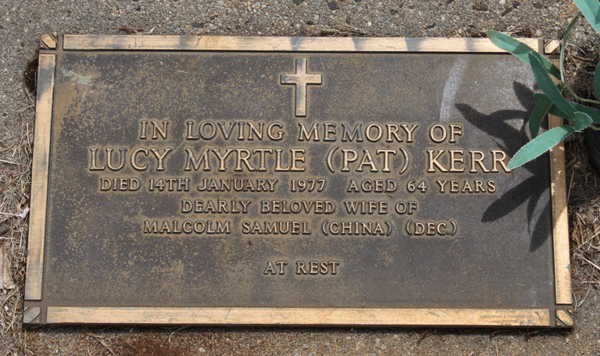 IN LOVING MEMORY OF
LUCY MYRTLE (PAT) KERR
DIED 14TH JANUARY 1977 AGED 64 YEARS
DEARLY BELOVED WIFE OF
MALCOLM SAMUEL (CHINA) (DEC.)
AT REST